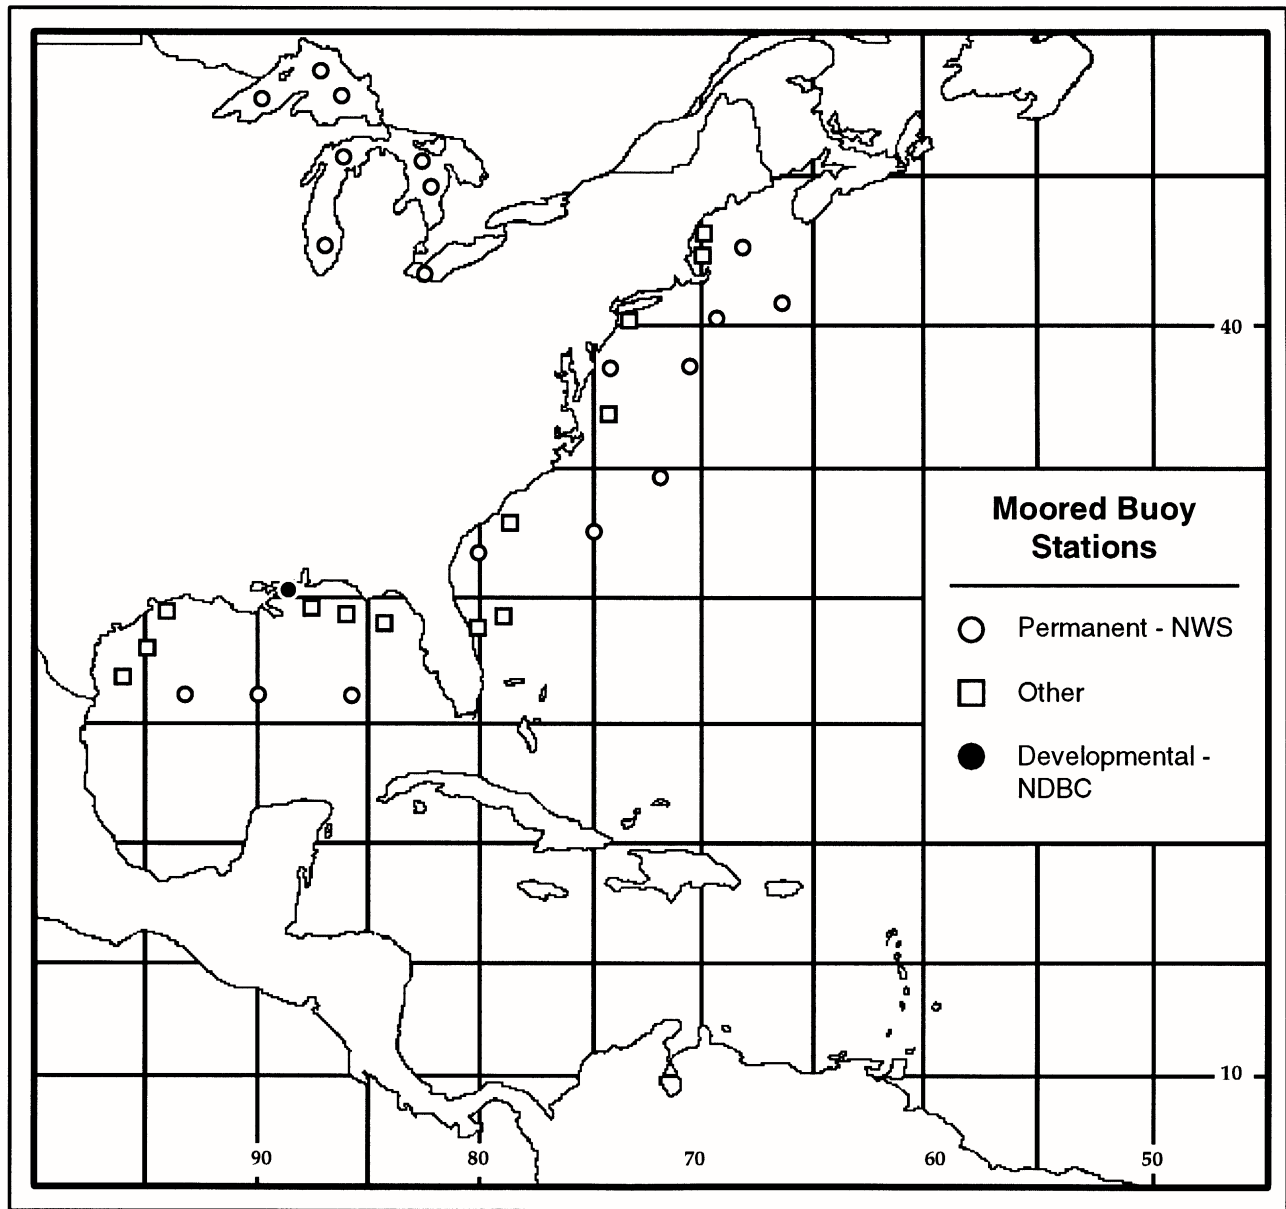 40
Moored Buoy
Stations
Permanent - NWS
Other
Developmental -
NDBC
10
90 80 70 60 50